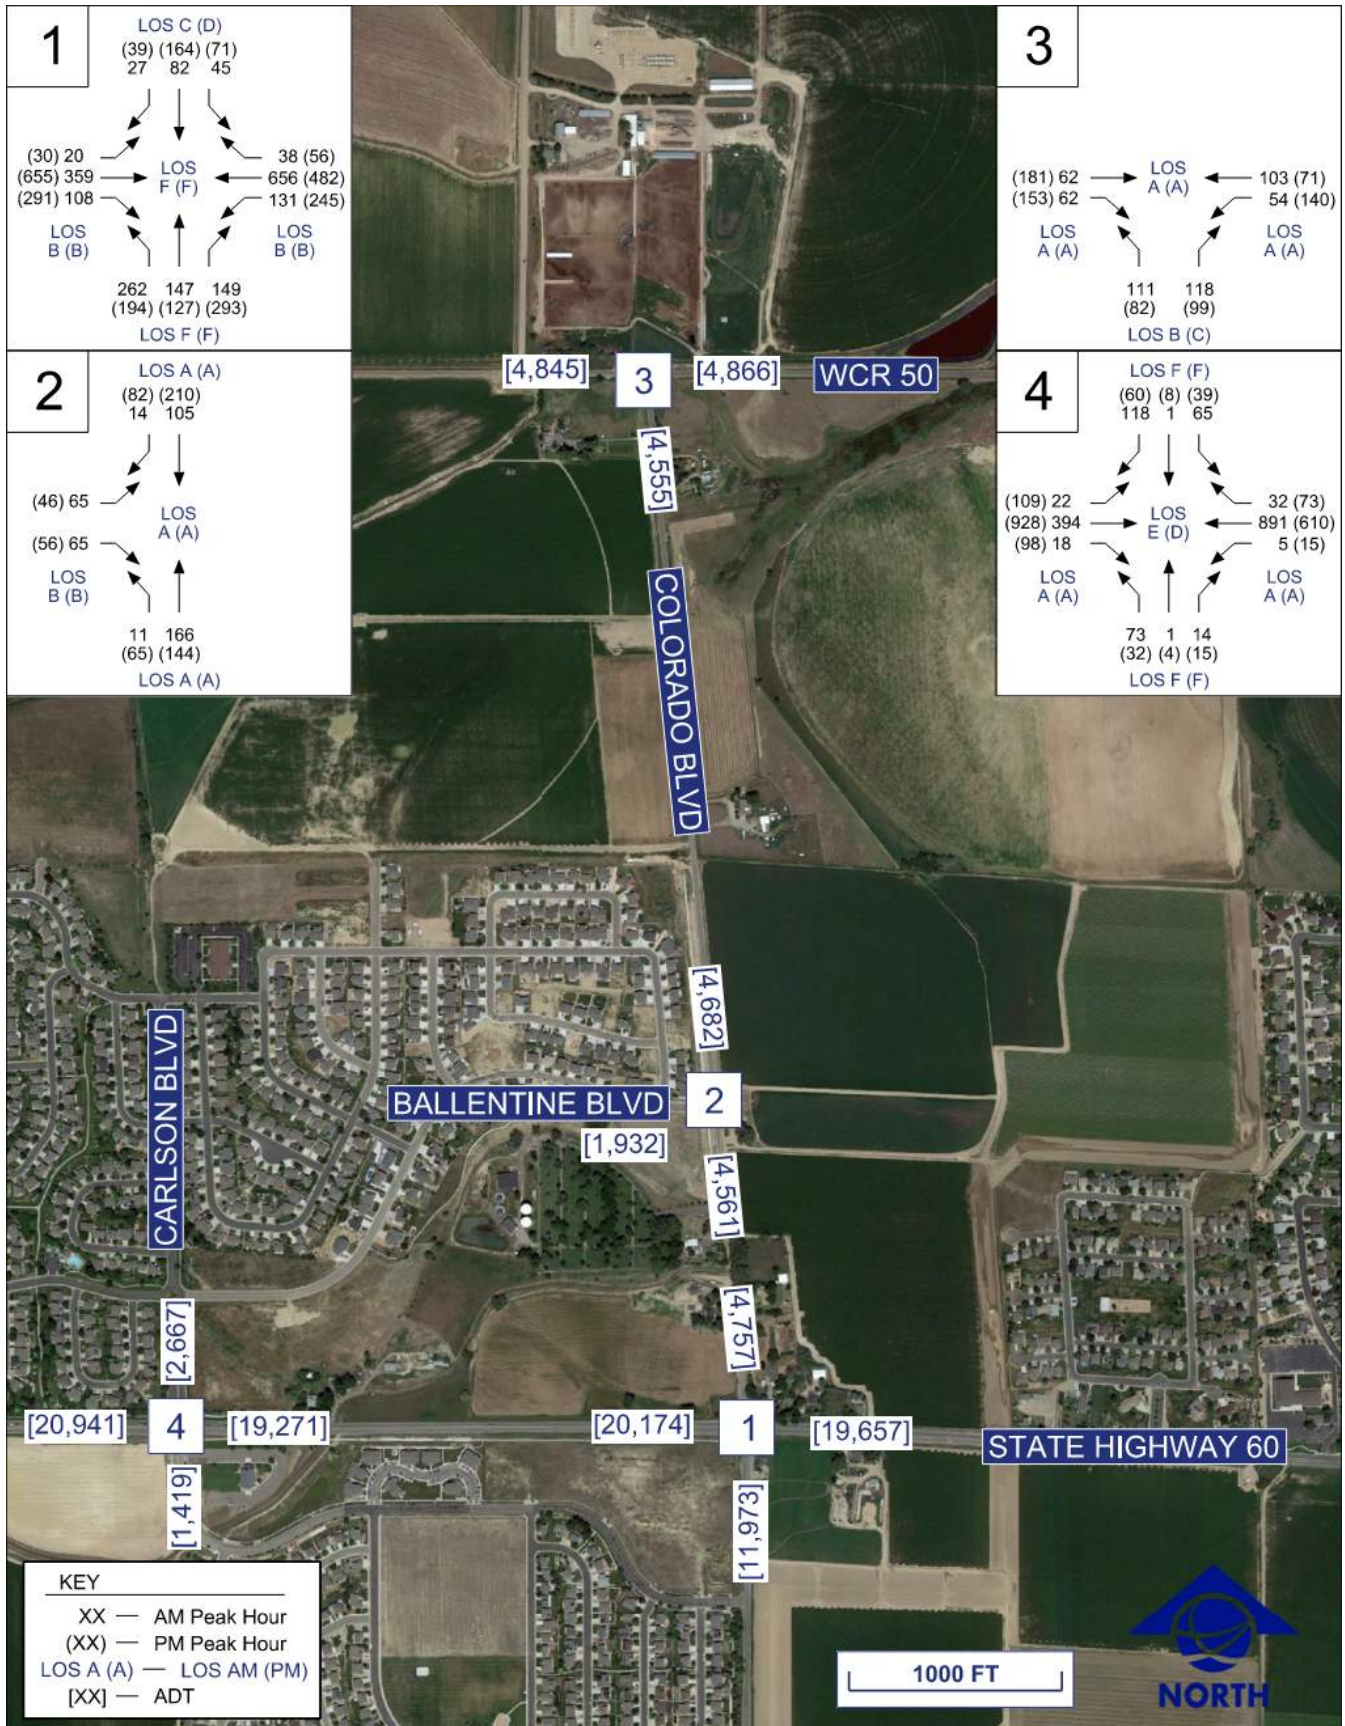 1
LOS C (D)
(39) (164) (71)
27 82 45
(30) 20
(655) 359
(291) 108
LOS
F (F)
38 (56)
656 (482)
131 (245)
LOS
B (B)
LOS
B (B)
262 147 149
(194) (127) (293)
LOS F (F)
2
LOS A (A)
(82) (210)
14 105
(46) 65
LOS
A (A)
(56) 65
LOS
B (B)
11 166
(65) (144)
LOS A (A)
3
(181) 62
(153) 62
LOS
A (A)
103 (71)
54 (140)
LOS
A (A)
LOS
A (A)
111 118
(82) (99)
LOS B (C)
4
LOS F (F)
(60) (8) (39)
118 1 65
(109) 22
(928) 394
(98) 18
LOS
E (D)
32 (73)
891 (610)
5 (15)
LOS
A (A)
LOS
A (A)
73 1 14
(32) (4) (15)
LOS F (F)
[4,845] 3 [4,866] WCR 50
[4,555]
COLORADO BLVD
[4,682]
CARLSON BLVD
BALLENTINE BLVD 2
[1,932]
[4,561]
[4,757]
[2,667]
[20,941] 4 [19,271] [20,174] 1 [19,657] STATE HIGHWAY 60
[1,419]
[11,973]
KEY
XX — AM Peak Hour
(XX) — PM Peak Hour
LOS A (A) — LOS AM (PM)
[XX] — ADT
1000 FT
NORTH